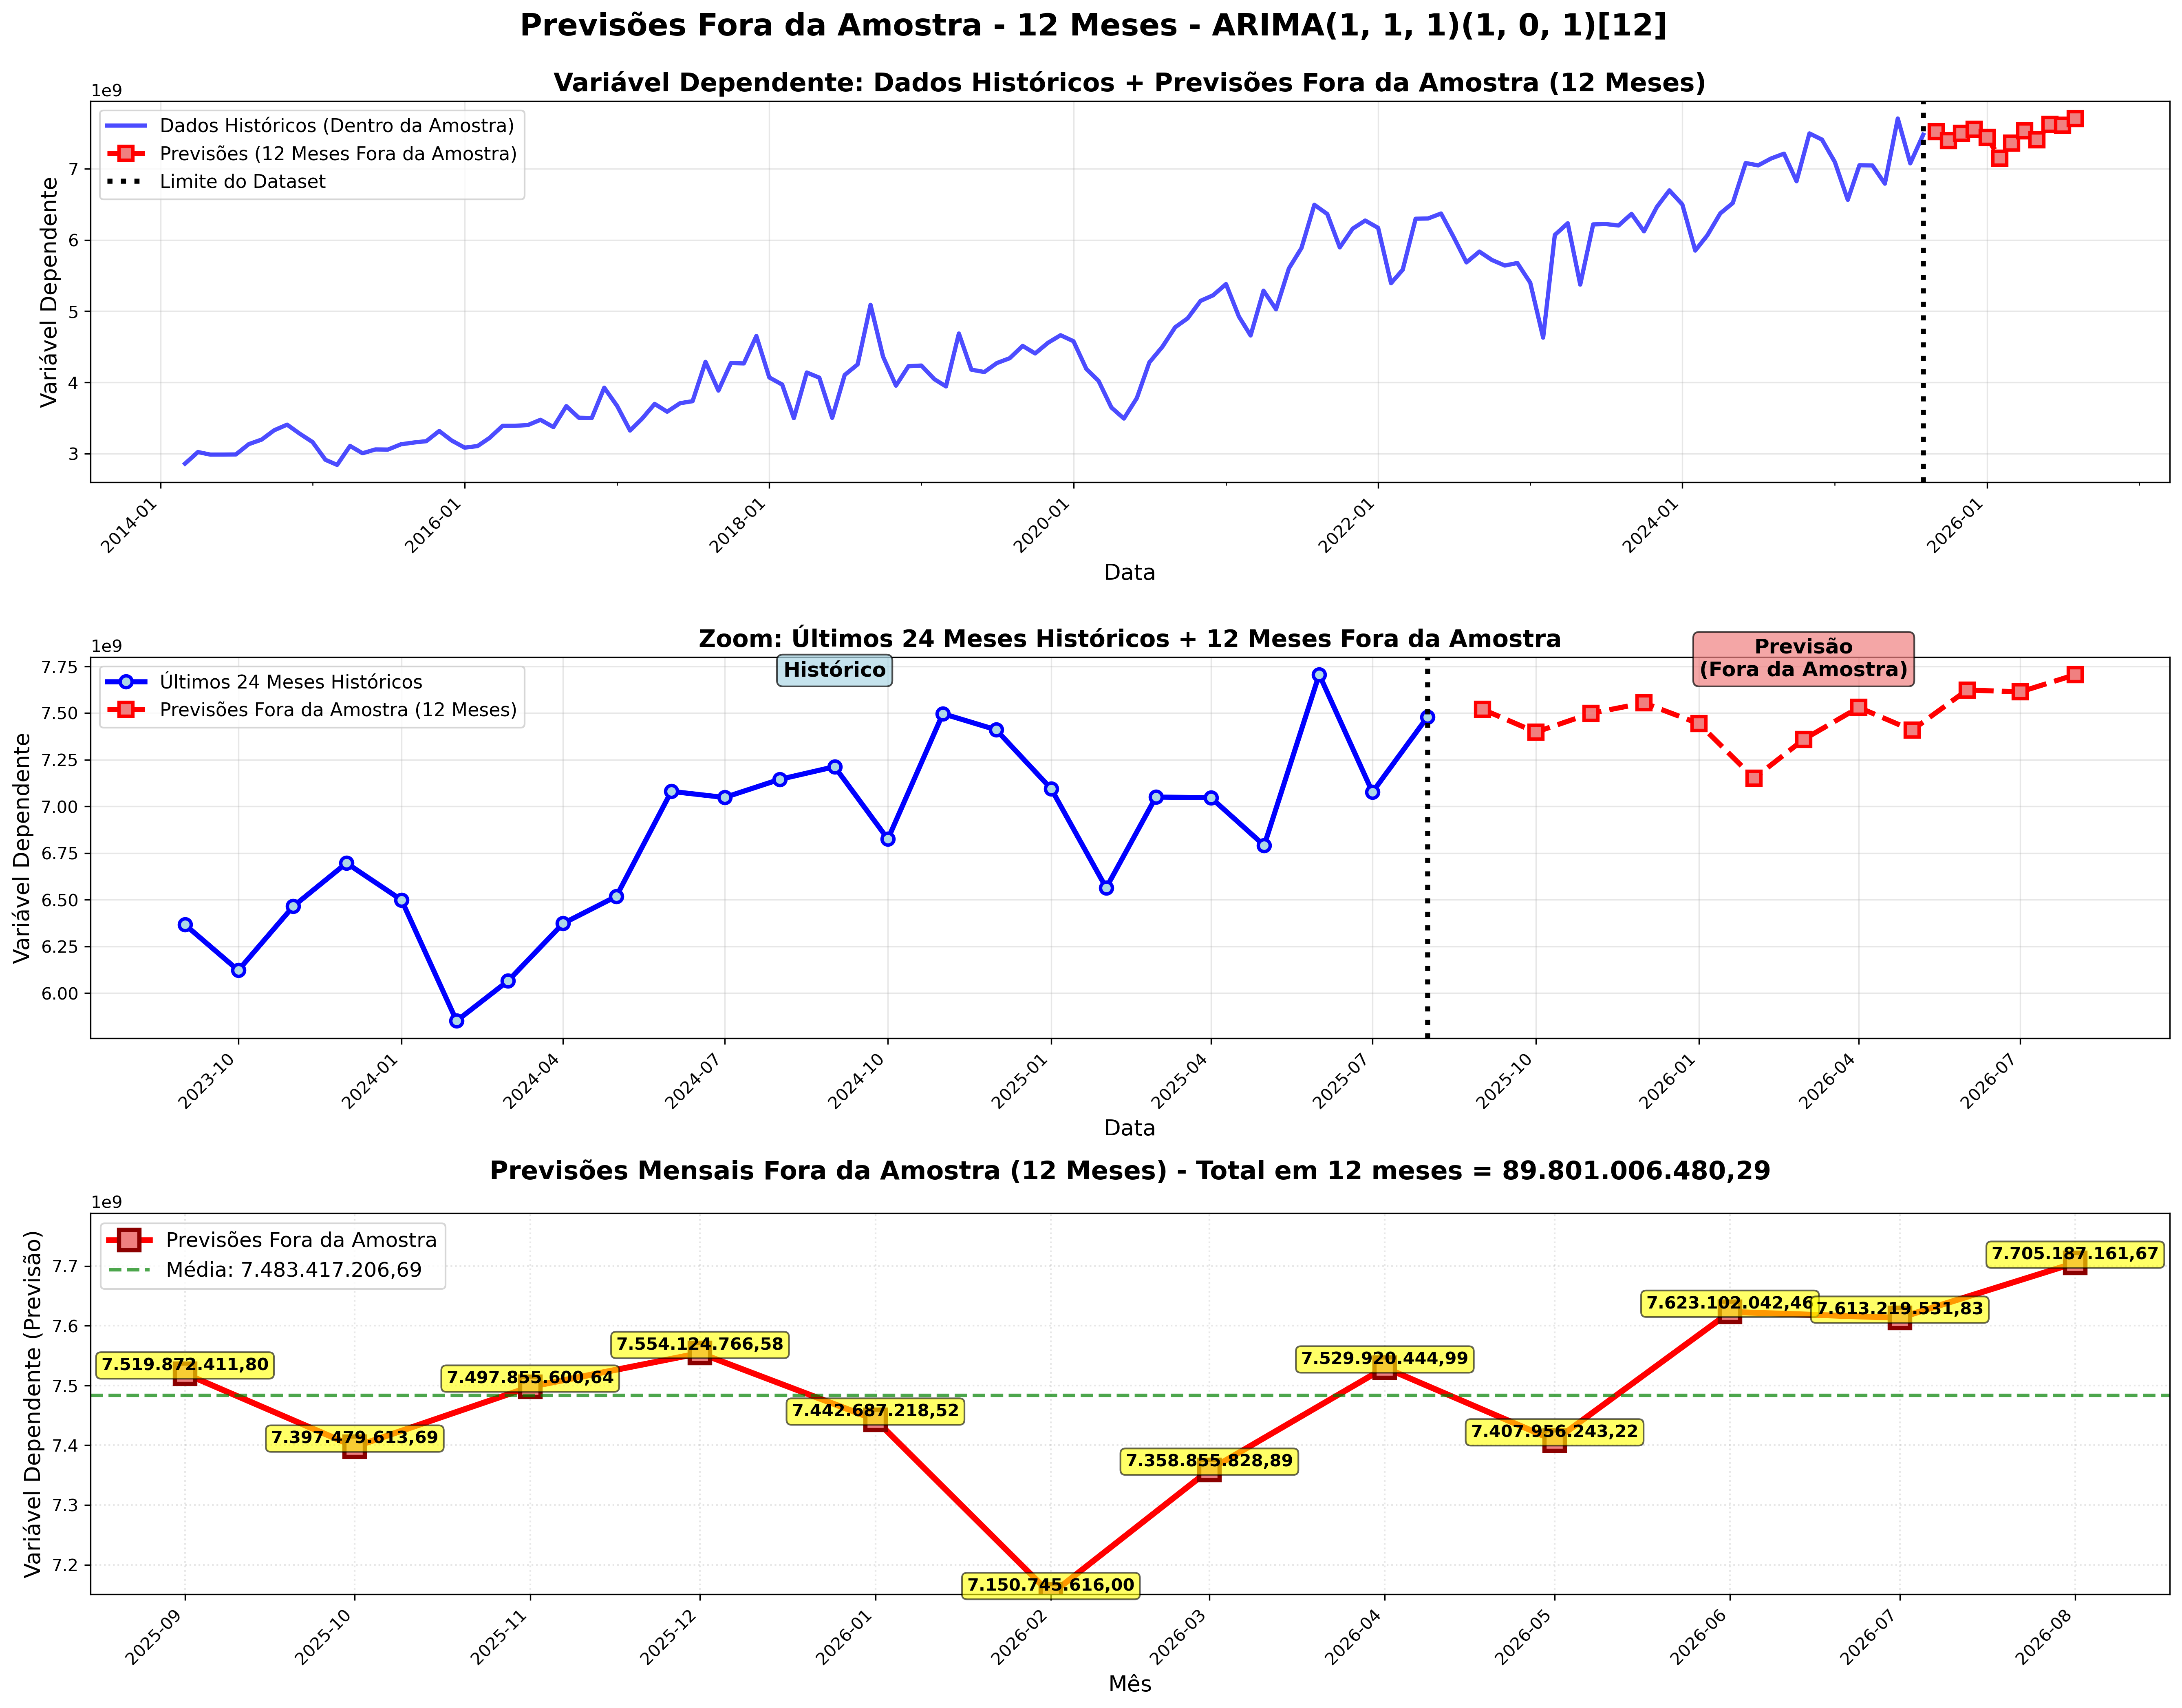 Previsões Fora da Amostra - 12 Meses - ARIMA(1, 1, 1)(1, 0, 1)[12]
Variável Dependente: Dados Históricos + Previsões Fora da Amostra (12 Meses)
1e9
Dados Históricos (Dentro da Amostra)
Previsões (12 Meses Fora da Amostra)
Limite do Dataset
Variável Dependente
7
6
5
4
3
2014-01
2016-01
2018-01
2020-01
2022-01
2024-01
2026-01
Data
Zoom: Últimos 24 Meses Históricos + 12 Meses Fora da Amostra
1e9
Últimos 24 Meses Históricos
Previsões Fora da Amostra (12 Meses)
Histórico
Previsão
(Fora da Amostra)
Variável Dependente
7.75
7.50
7.25
7.00
6.75
6.50
6.25
6.00
2023-10
2024-01
2024-04
2024-07
2024-10
2025-01
2025-04
2025-07
2025-10
2026-01
2026-04
2026-07
Data
Previsões Mensais Fora da Amostra (12 Meses) - Total em 12 meses = 89.801.006.480,29
1e9
Previsões Fora da Amostra
Média: 7.483.417.206,69
Variável Dependente (Previsão)
7.7
7.6
7.5
7.4
7.3
7.2
7.519.872.411,80
7.397.479.613,69
7.497.855.600,64
7.554.124.766,58
7.442.687.218,52
7.150.745.616,00
7.358.855.828,89
7.529.920.444,99
7.407.956.243,22
7.623.102.042,46
7.613.219.531,83
7.705.187.161,67
2025-09
2025-10
2025-11
2025-12
2026-01
2026-02
2026-03
2026-04
2026-05
2026-06
2026-07
2026-08
Mês